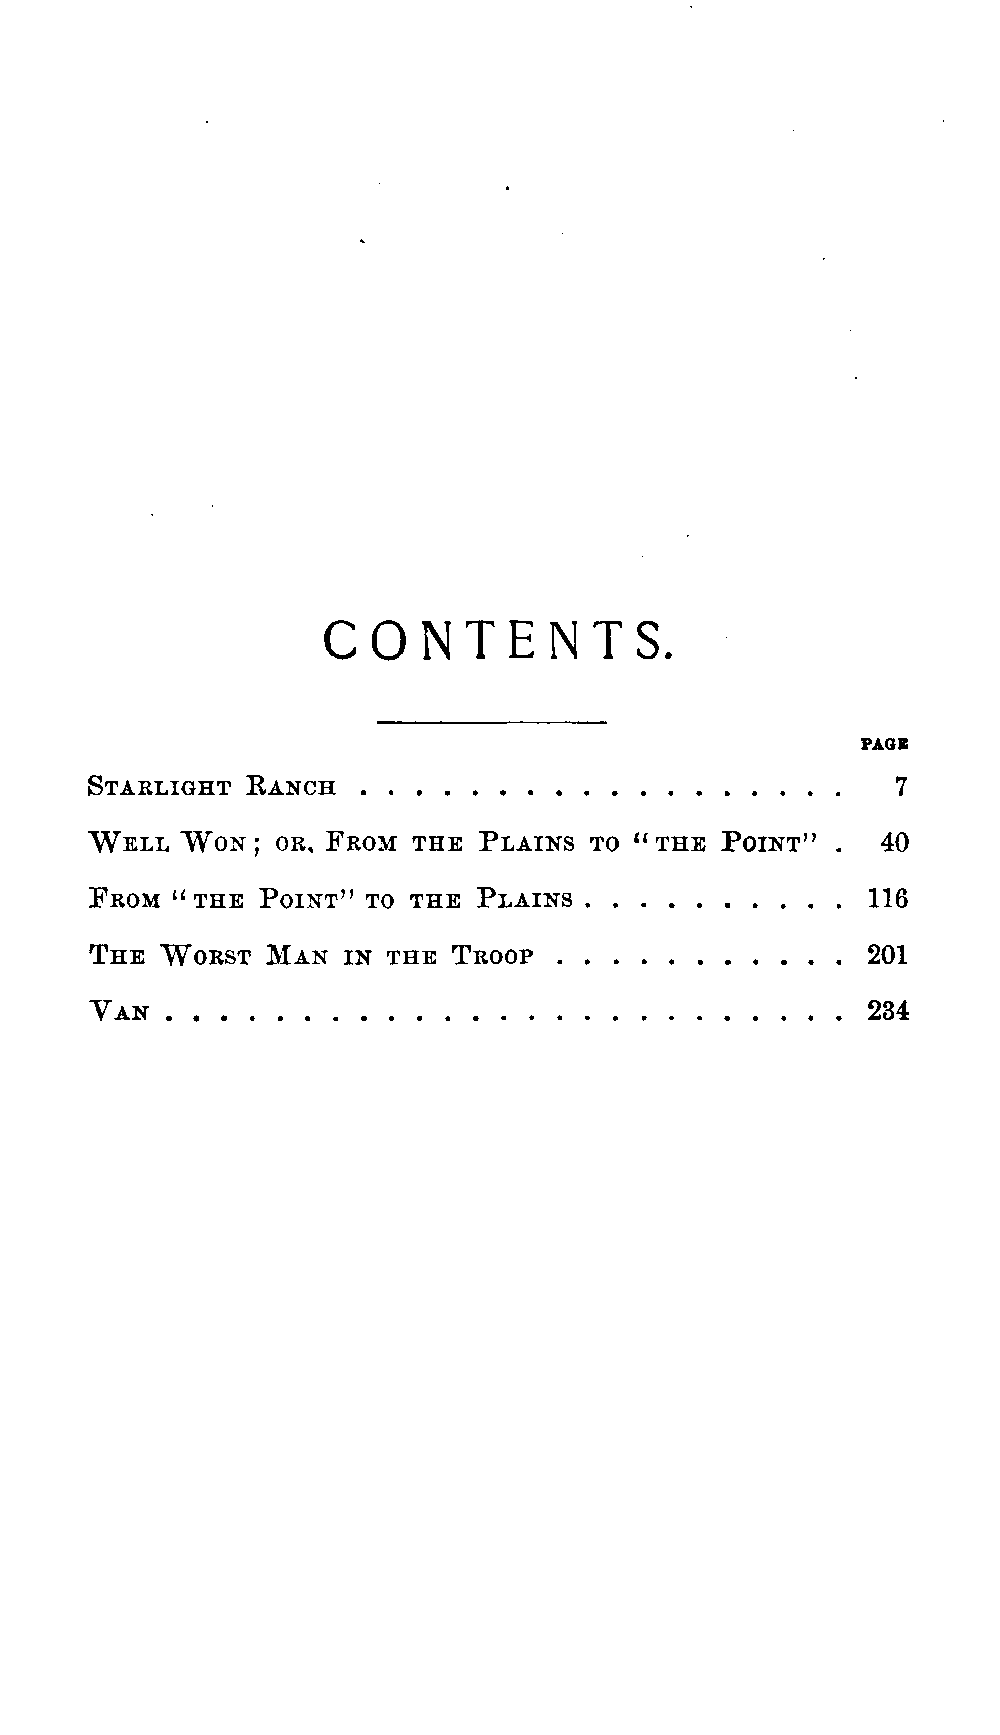 CONTENTS.
PAGE
STARLIGHT RANCH . . . . . . . . . . . . . . . . . . 7
WELL WON; OR, FROM THE PLAINS TO "THE POINT" . 40
FROM "THE POINT" TO THE PLAINS . . . . . . . . . . 116
THE WORST MAN IN THE TROOP . . . . . . . . . . . 201
VAN . . . . . . . . . . . . . . . . . . . . . . . . . 234